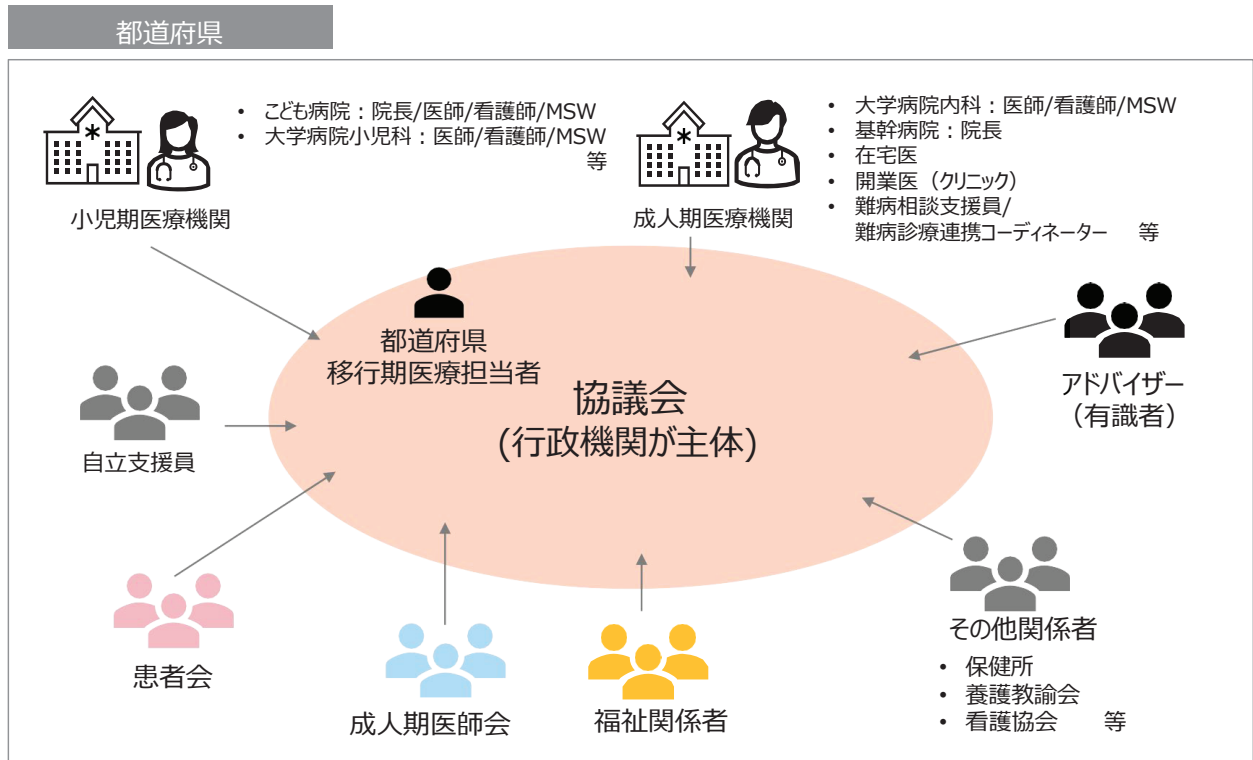 都道府県
• こども病院：院長/医師/看護師/MSW
• 大学病院小児科：医師/看護師/MSW
等
小児期医療機関
• 大学病院内科：医師/看護師/MSW
• 基幹病院：院長
• 在宅医
• 開業医（クリニック）
• 難病相談支援員/
難病診療連携コーディネーター 等
成人期医療機関
都道府県
移行期医療担当者
協議会
(行政機関が主体)
アドバイザー
（有識者）
自立支援員
患者会
成人期医師会
福祉関係者
その他関係者
• 保健所
• 養護教諭会
• 看護協会 等